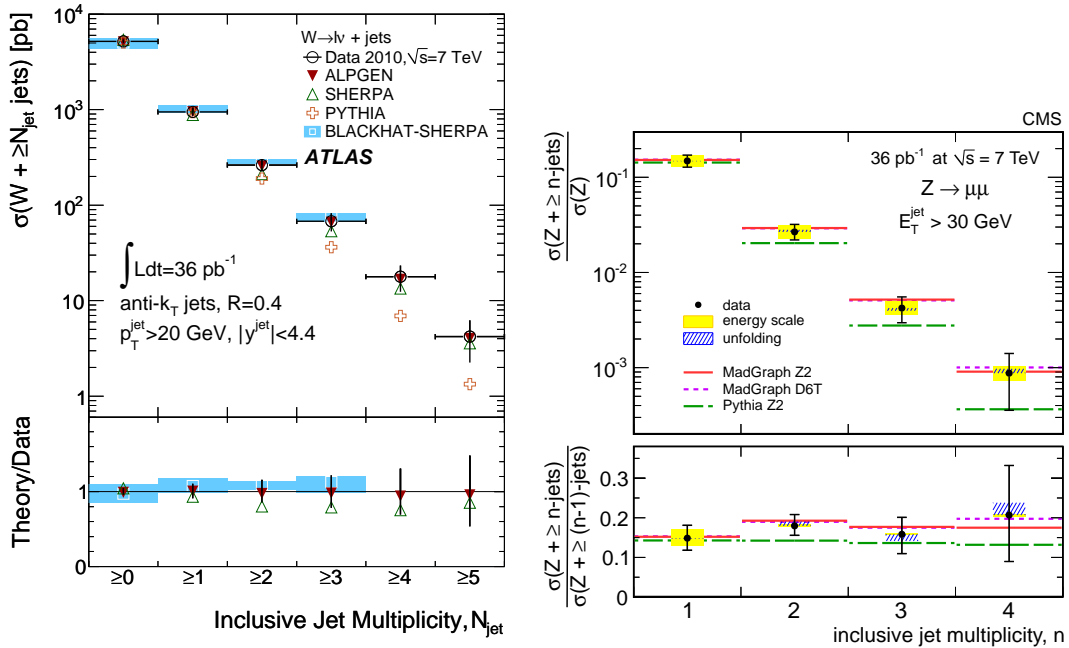 σ(W + ≥N_jet jets) [pb]
10^4
10^3
10^2
10
1
W→lν + jets
Data 2010, √s=7 TeV
ALPGEN
SHERPA
PYTHIA
BLACKHAT-SHERPA
ATLAS
∫ Ldt=36 pb^-1
anti-k_T jets, R=0.4
p_T^jet>20 GeV, |y^jet|<4.4
Theory/Data
1
0
≥0 ≥1 ≥2 ≥3 ≥4 ≥5
Inclusive Jet Multiplicity, N_jet
CMS
σ(Z + ≥ n-jets)
σ(Z)
10^-1
10^-2
10^-3
36 pb^-1 at √s = 7 TeV
Z → μμ
E_T^jet > 30 GeV
data
energy scale
unfolding
MadGraph Z2
MadGraph D6T
Pythia Z2
σ(Z + ≥ n-jets)
σ(Z + ≥ (n-1)-jets)
0.3
0.2
0.1
0
1 2 3 4
inclusive jet multiplicity, n